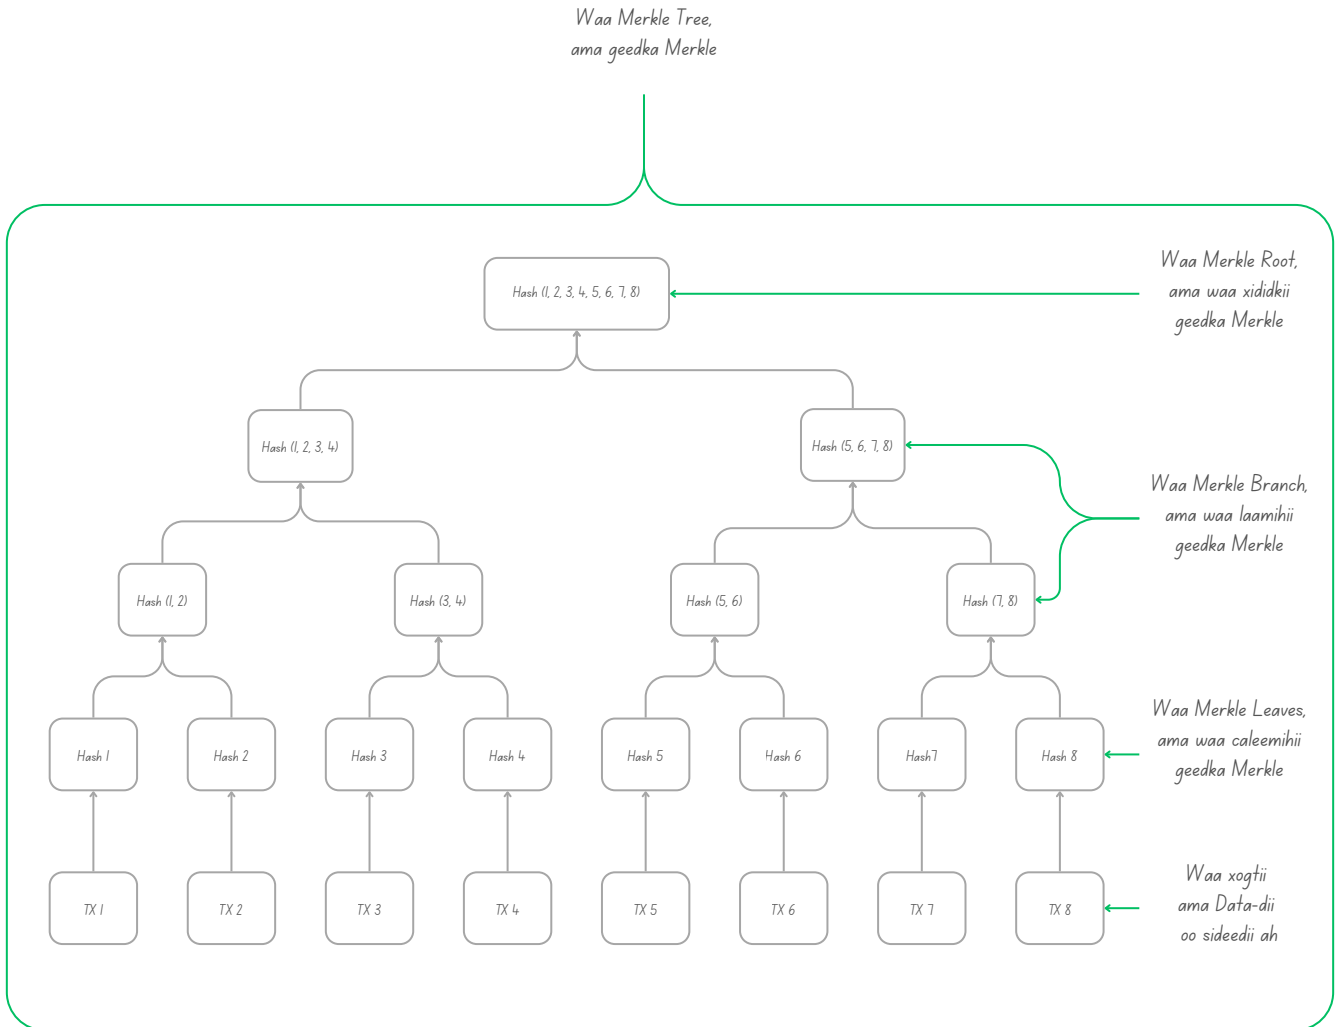 Waa Merkle Tree,
ama geedka Merkle
Hash (1, 2, 3, 4, 5, 6, 7, 8)
Waa Merkle Root,
ama waa xididkii
geedka Merkle
Hash (1, 2, 3, 4)
Hash (5, 6, 7, 8)
Waa Merkle Branch,
ama waa laamihii
geedka Merkle
Hash (1, 2)
Hash (3, 4)
Hash (5, 6)
Hash (7, 8)
Waa Merkle Leaves,
ama waa caleemihii
geedka Merkle
Hash 1
Hash 2
Hash 3
Hash 4
Hash 5
Hash 6
Hash7
Hash 8
Waa xogtii
ama Data-dii
oo sideedii ah
TX 1
TX 2
TX 3
TX 4
TX 5
TX 6
TX 7
TX 8